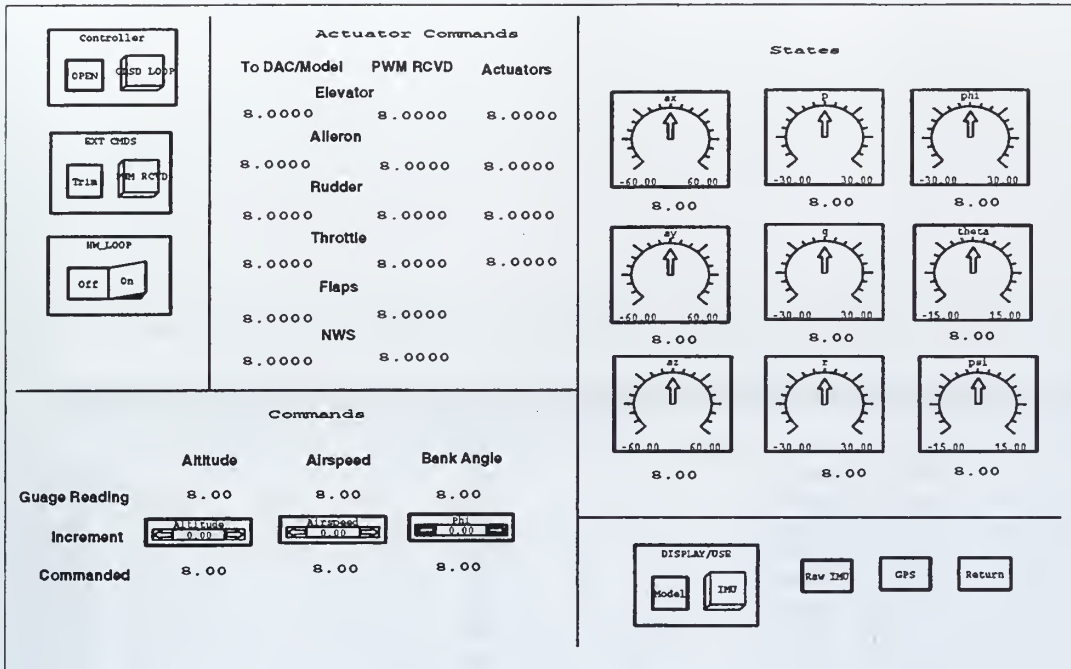 Controller
OPEN CLSD LOOP
EXT CMDS
Trim PWM RCVD
HW_LOOP
Off On
Actuator Commands
To DAC/Model PWM RCVD Actuators
Elevator
8.0000 8.0000 8.0000
Aileron
8.0000 8.0000 8.0000
Rudder
8.0000 8.0000 8.0000
Throttle
8.0000 8.0000 8.0000
Flaps
8.0000 8.0000
NWS
8.0000 8.0000
States
ax p phi
-60.00 60.00 -30.00 30.00 -30.00 30.00
8.00 8.00 8.00
ay q theta
-60.00 60.00 -30.00 30.00 -15.00 15.00
8.00 8.00 8.00
az r psi
-60.00 60.00 -30.00 30.00 -15.00 15.00
8.00 8.00 8.00
Commands
Altitude Airspeed Bank Angle
Guage Reading 8.00 8.00 8.00
Altitude Airspeed Phi
Increment 0.00 0.00 0.00
Commanded 8.00 8.00 8.00
DISPLAY/USE
Model IMU
Raw IMU GPS Return